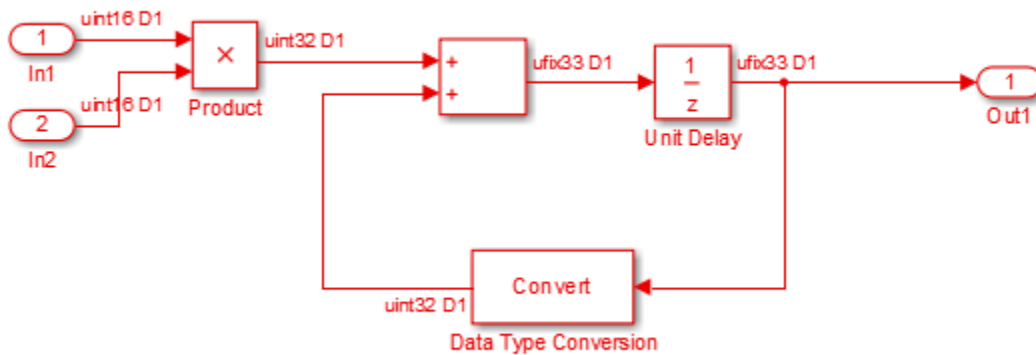 uint16 D1
1
In1
×
uint32 D1
Product
uint16 D1
2
In2
+
+
ufix33 D1
1
z
Unit Delay
ufix33 D1
1
Out1
Convert
uint32 D1
Data Type Conversion